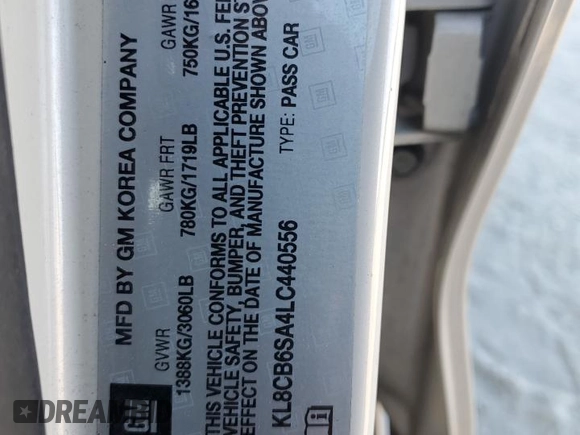 MFD BY GM KOREA COMPANY
GVWR GAWR FRT GAWR
1388KG/3060LB 780KG/1719LB 750KG/16
THIS VEHICLE CONFORMS TO ALL APPLICABLE U.S. FE
VEHICLE SAFETY, BUMPER, AND THEFT PREVENTION S
EFFECT ON THE DATE OF MANUFACTURE SHOWN ABOV
KL8CB6SA4LC440556 TYPE: PASS CAR
GM
DREAM